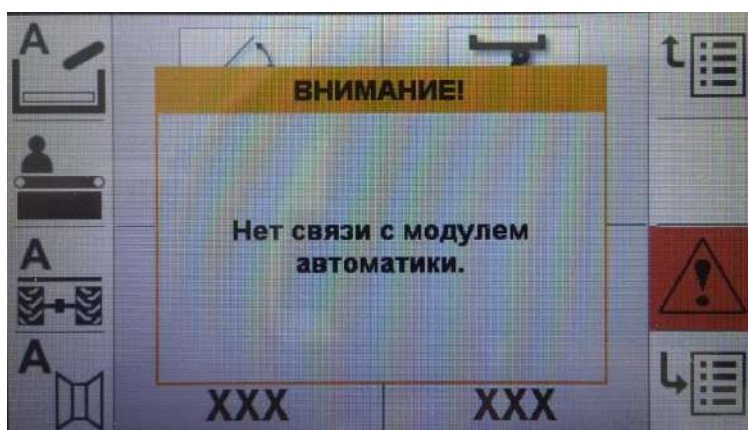 A
ВНИМАНИЕ!
Нет связи с модулем
автоматики.
A
A
XXX XXX